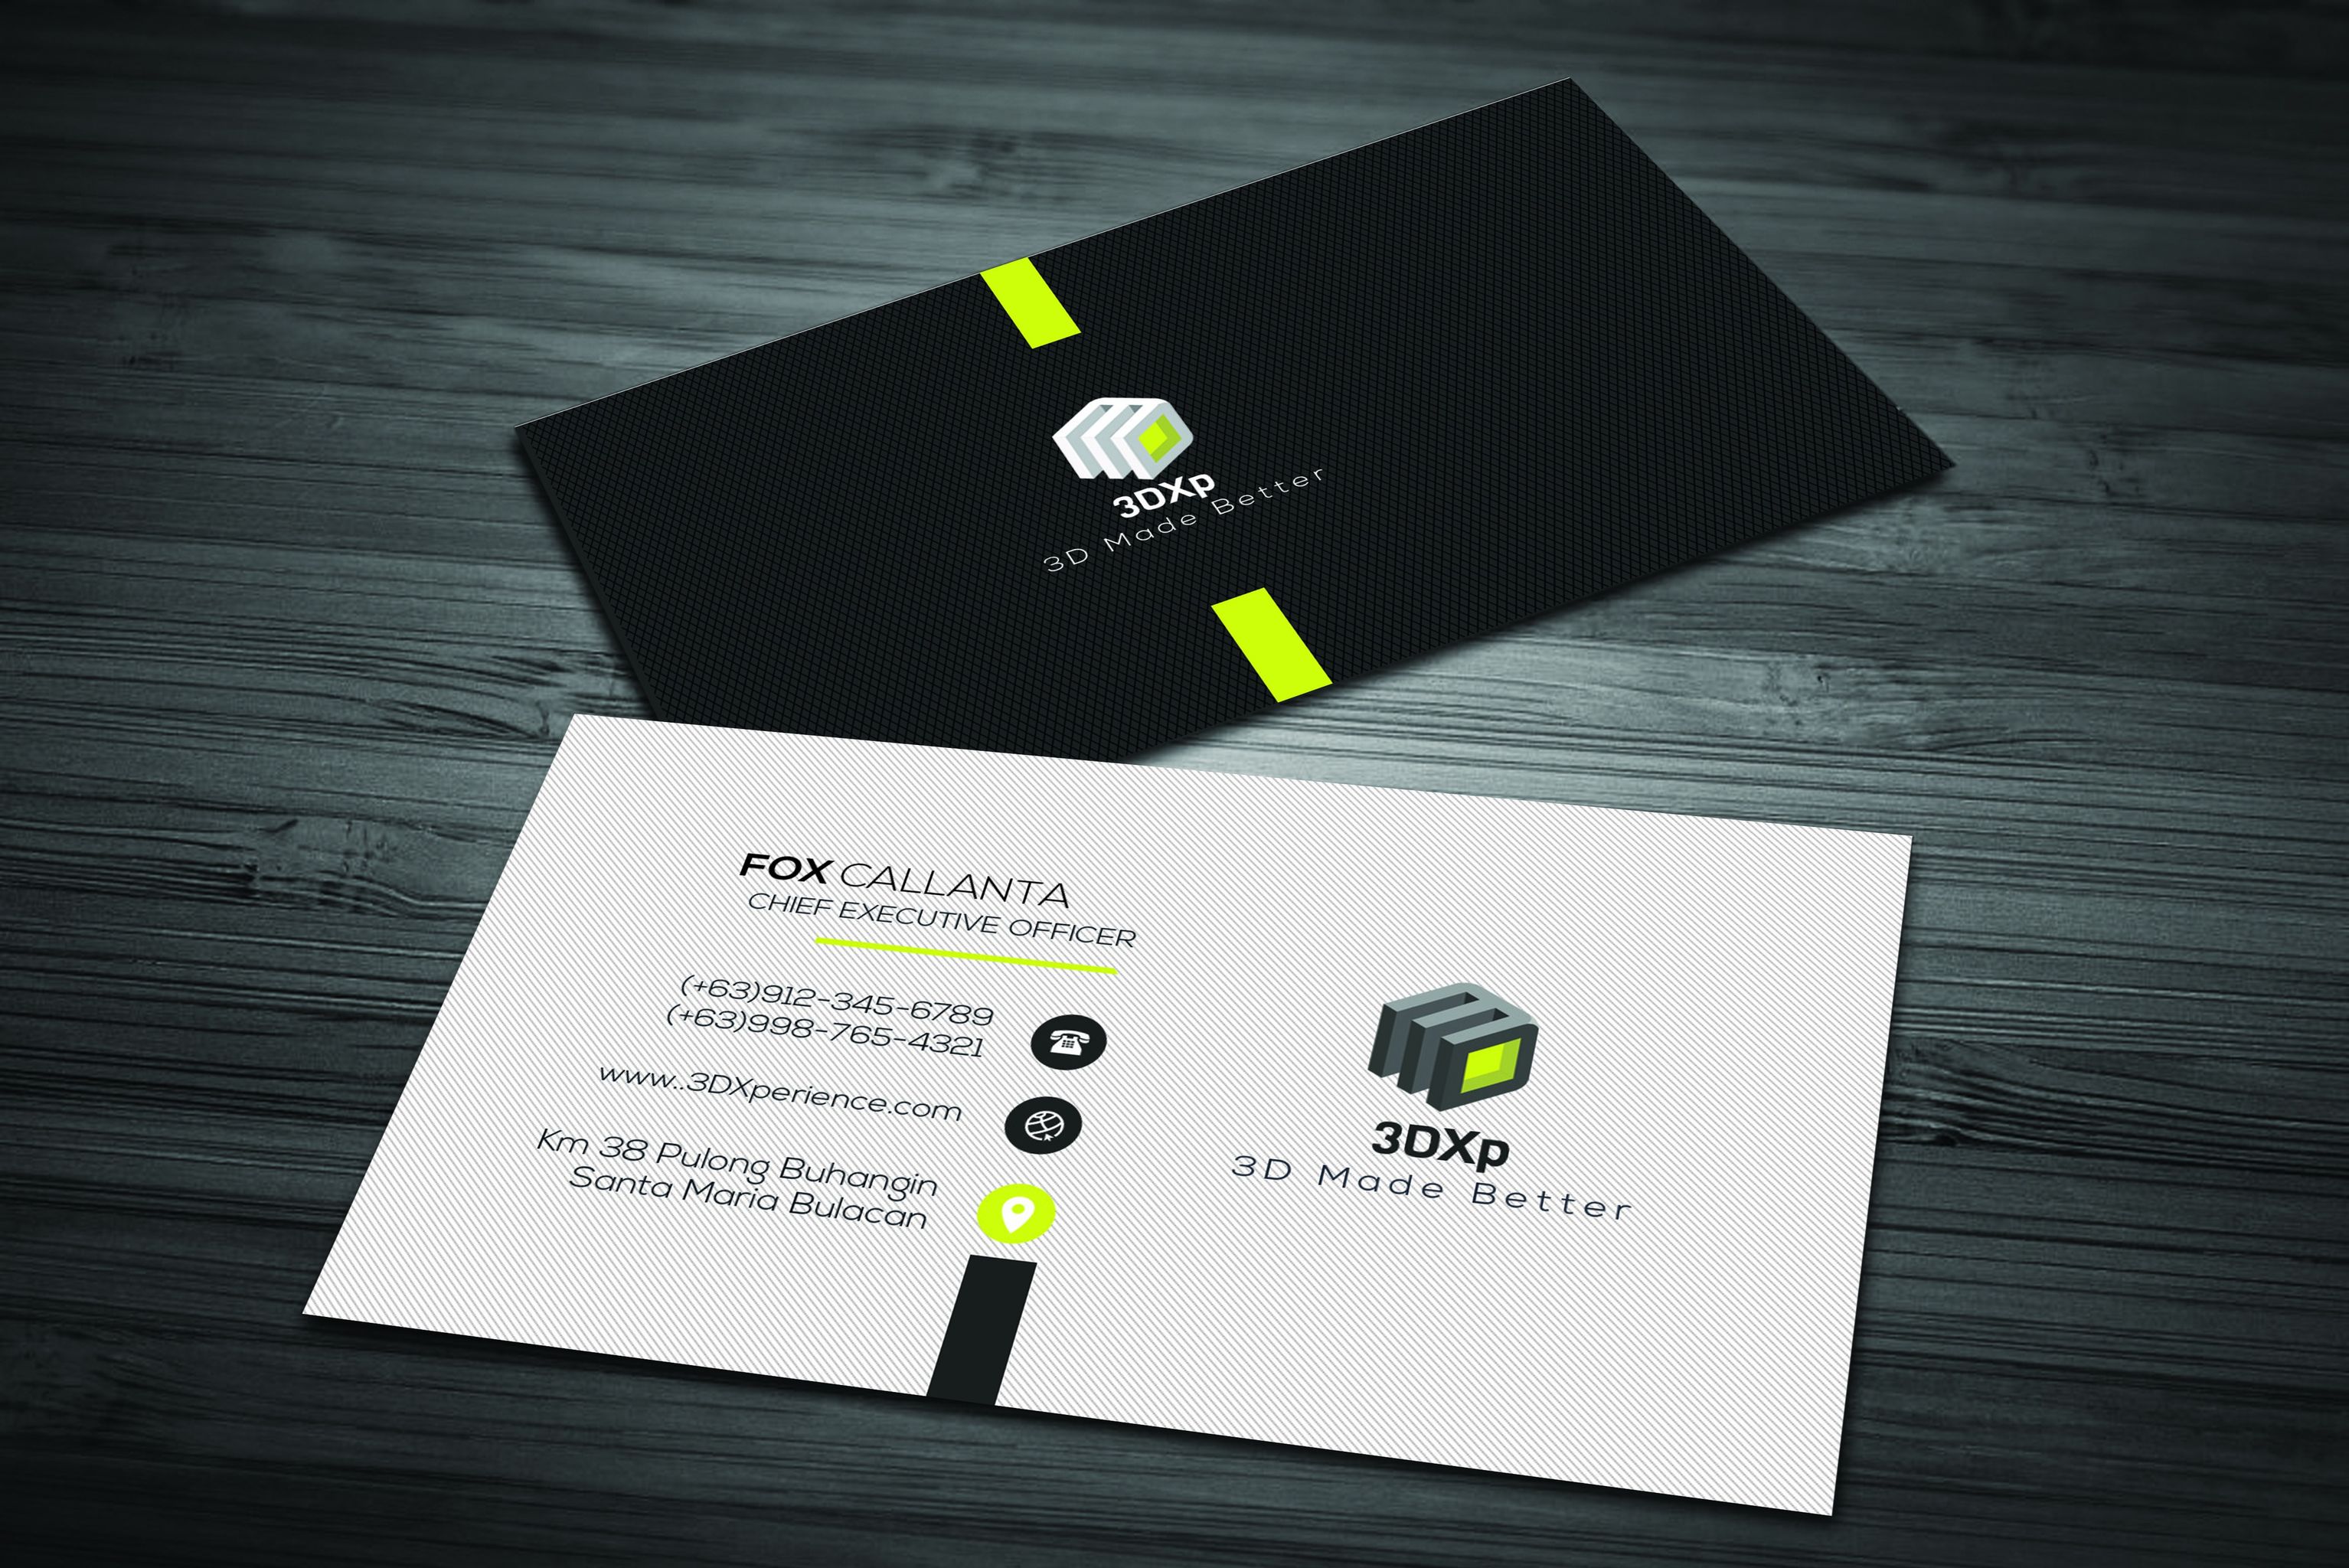 3DXp
3D Made Better
FOX CALLANTA
CHIEF EXECUTIVE OFFICER
(+63)912-345-6789
(+63)998-765-4321
www..3DXperience.com
Km 38 Pulong Buhangin
Santa Maria Bulacan
3DXp
3D Made Better